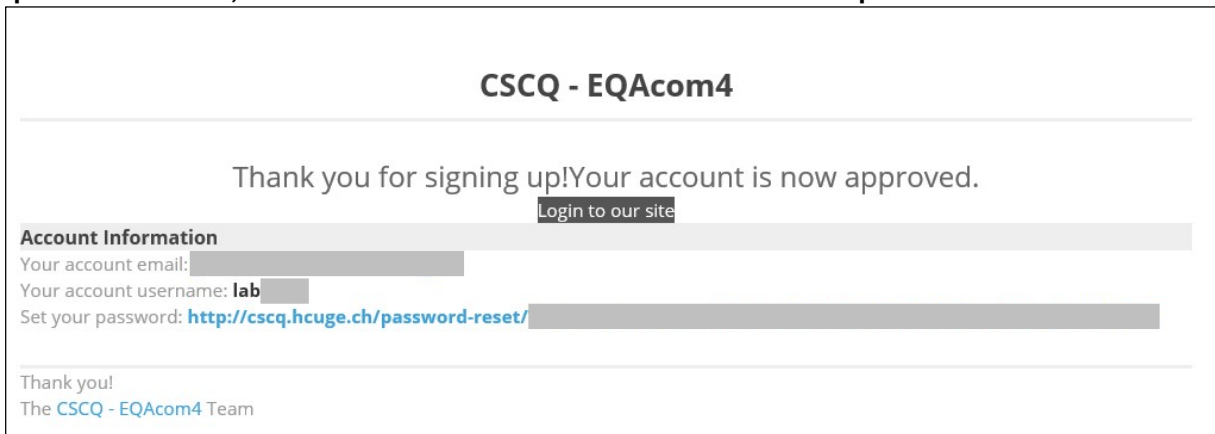 CSCQ - EQAcom4
Thank you for signing up!Your account is now approved.
Login to our site
Account Information
Your account email:
Your account username: lab
Set your password: http://cscq.hcuge.ch/password-reset/
Thank you!
The CSCQ - EQAcom4 Team